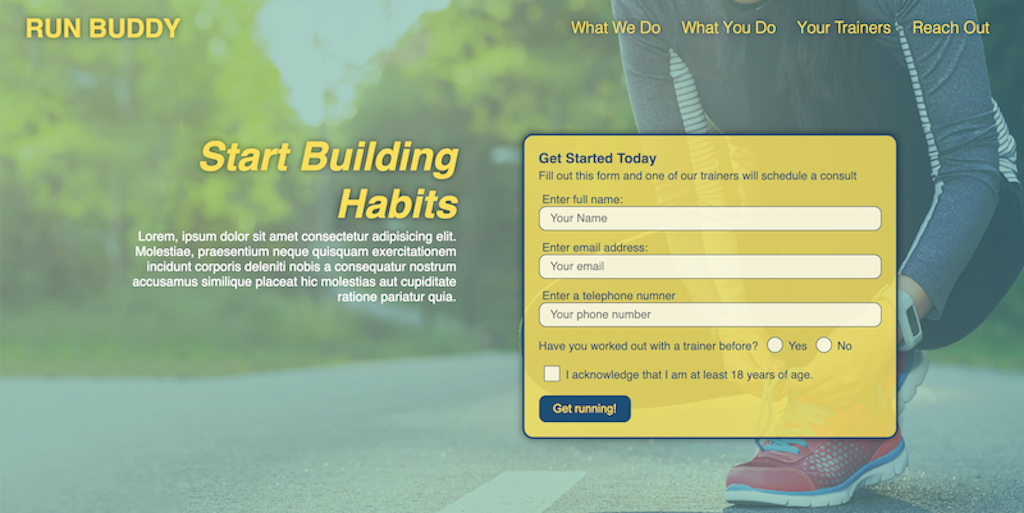 RUN BUDDY
What We Do What You Do Your Trainers Reach Out
Start Building
Habits
Lorem, ipsum dolor sit amet consectetur adipisicing elit.
Molestiae, praesentium neque quisquam exercitationem
incidunt corporis deleniti nobis a consequatur nostrum
accusamus similique placeat hic molestias aut cupiditate
ratione pariatur quia.
Get Started Today
Fill out this form and one of our trainers will schedule a consult
Enter full name:
Your Name
Enter email address:
Your email
Enter a telephone numner
Your phone number
Have you worked out with a trainer before? Yes No
I acknowledge that I am at least 18 years of age.
Get running!